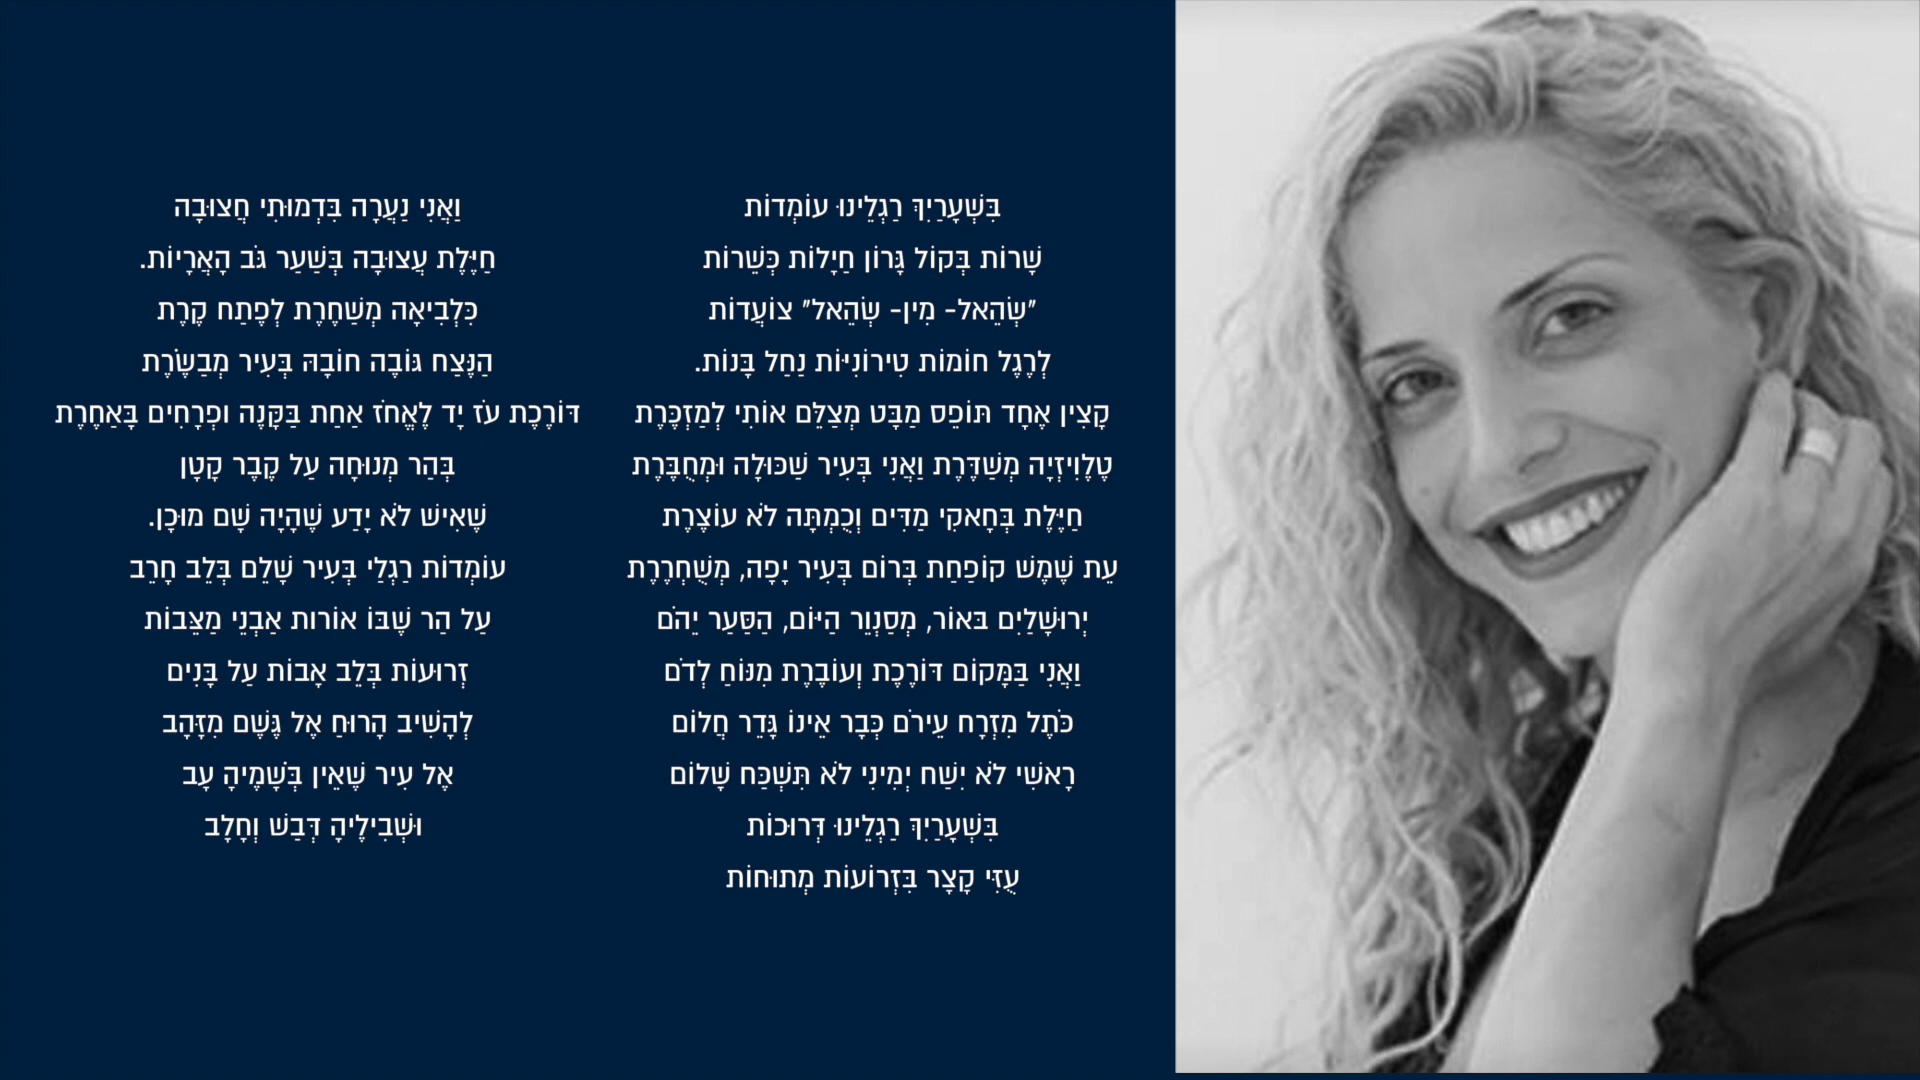 בִּשְׁעָרַיִךְ רַגְלֵינוּ עוֹמְדוֹת
שָׁרוֹת בְּקוֹל גָּרוֹן חַיָּלוֹת כְּשֵׁרוֹת
"שְׂהֵאל- מִין- שְׂהֵאל" צוֹעֲדוֹת
לְרֶגֶל חוֹמוֹת טִירוֹנִיּוֹת נַחַל בָּנוֹת.
קָצִין אֶחָד תּוֹפֵס מַבָּט מְצַלֵּם אוֹתִי לְמַזְכֶּרֶת
טֶלֶוִיזְיָה מְשַׁדֶּרֶת וַאֲנִי בְּעִיר שַׁכּוּלָה וּמְחֻבֶּרֶת
חַיֶּלֶת בְּחָאקִי מַדִּים וְכֻמְתָּה לֹא עוֹצֶרֶת
עֵת שֶׁמֶשׁ קוֹפַחַת בְּרוֹם בְּעִיר יָפָה, מְשֻׁחְרֶרֶת
יְרוּשָׁלַיִם בּאוֹר, מְסַנְוֵר הַיּוֹם, הַסַּעַר יֵהֹם
וַאֲנִי בַּמָּקוֹם דּוֹרֶכֶת וְעוֹבֶרֶת מִנּוֹחַ לְדֹם
כֹּתֶל מִזְרָח עֵירֹם כְּבָר אֵינוֹ גָּדֵר חֲלוֹם
רָאשִׁי לֹא יִשַּׁח יְמִינִי לֹא תִּשְׁכַּח שָׁלוֹם
בִּשְׁעָרַיִךְ רַגְלֵינוּ דְּרוּכוֹת
עֻזִּי קָצָר בִּזְרוֹעוֹת מְתוּחוֹת
וַאֲנִי נַעֲרָה בִּדְמוּתִי חֲצוּבָה
חַיֶּלֶת עֲצוּבָה בְּשַׁעַר גֹּב הָאֲרָיוֹת.
כִּלְבִיאָה מְשַׁחֶרֶת לְפֶתַח קֶרֶת
הַנֶּצַח גּוֹבֶה חוֹבָהּ בְּעִיר מְבַשֶּׂרֶת
דּוֹרֶכֶת עֹז יָד לֶאֱחֹז אַחַת בַּקָּנֶה וּפְרָחִים בָּאַחֶרֶת
בְּהַר מְנוּחָה עַל קֶבֶר קָטָן
שֶׁאִישׁ לֹא יָדַע שֶׁהָיָה שָׁם מוּכָן.
עוֹמְדוֹת רַגְלַי בְּעִיר שָׁלֵם בְּלֵב חָרֵב
עַל הַר שֶׁבּוֹ אוֹרוֹת אַבְנֵי מַצֵּבוֹת
זְרוּעוֹת בְּלֵב אָבוֹת עַל בָּנִים
לְהָשִׁיב הָרוּחַ אֶל גֶּשֶׁם מִזָּהָב
אֶל עִיר שֶׁאֵין בְּשָׁמֶיהָ עָב
וּשְׁבִילֶיהָ דְּבַשׁ וְחָלָב